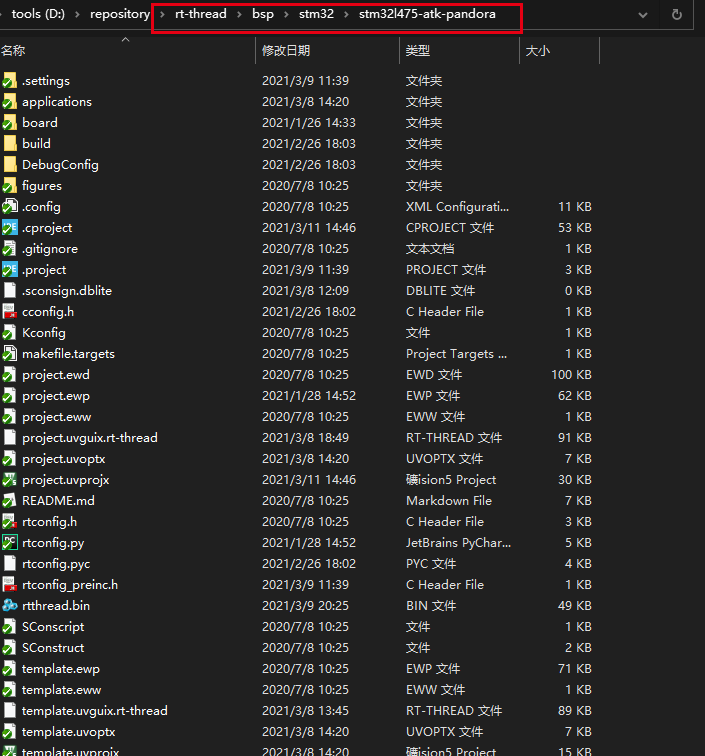 tools (D:) › repository › rt-thread › bsp › stm32 › stm32l475-atk-pandora
名称 修改日期 类型 大小
.settings 2021/3/9 11:39 文件夹
applications 2021/3/8 14:20 文件夹
board 2021/1/26 14:33 文件夹
build 2021/2/26 18:03 文件夹
DebugConfig 2021/2/26 18:03 文件夹
figures 2020/7/8 10:25 文件夹
.config 2020/7/8 10:25 XML Configurati... 11 KB
.cproject 2021/3/11 14:46 CPROJECT 文件 53 KB
.gitignore 2020/7/8 10:25 文本文档 1 KB
.project 2021/3/9 11:39 PROJECT 文件 3 KB
.sconsign.dblite 2021/3/8 12:09 DBLITE 文件 0 KB
cconfig.h 2021/2/26 18:02 C Header File 1 KB
Kconfig 2020/7/8 10:25 文件 1 KB
makefile.targets 2020/7/8 10:25 Project Targets ... 1 KB
project.ewd 2020/7/8 10:25 EWD 文件 100 KB
project.ewp 2021/1/28 14:52 EWP 文件 62 KB
project.eww 2020/7/8 10:25 EWW 文件 1 KB
project.uvguix.rt-thread 2021/3/8 18:49 RT-THREAD 文件 91 KB
project.uvoptx 2021/3/8 14:20 UVOPTX 文件 7 KB
project.uvprojx 2021/3/11 14:46 礦ision5 Project 30 KB
README.md 2020/7/8 10:25 Markdown File 7 KB
rtconfig.h 2020/7/8 10:25 C Header File 3 KB
rtconfig.py 2021/1/28 14:52 JetBrains PyChar... 5 KB
rtconfig.pyc 2021/2/26 18:02 PYC 文件 4 KB
rtconfig_preinc.h 2021/3/9 11:39 C Header File 1 KB
rtthread.bin 2021/3/9 20:25 BIN 文件 49 KB
SConscript 2020/7/8 10:25 文件 1 KB
SConstruct 2020/7/8 10:25 文件 2 KB
template.ewp 2020/7/8 10:25 EWP 文件 71 KB
template.eww 2020/7/8 10:25 EWW 文件 1 KB
template.uvguix.rt-thread 2021/3/8 13:45 RT-THREAD 文件 89 KB
template.uvoptx 2021/3/8 14:20 UVOPTX 文件 7 KB
template.uvprojx 2021/3/8 14:20 礦ision5 Project 15 KB